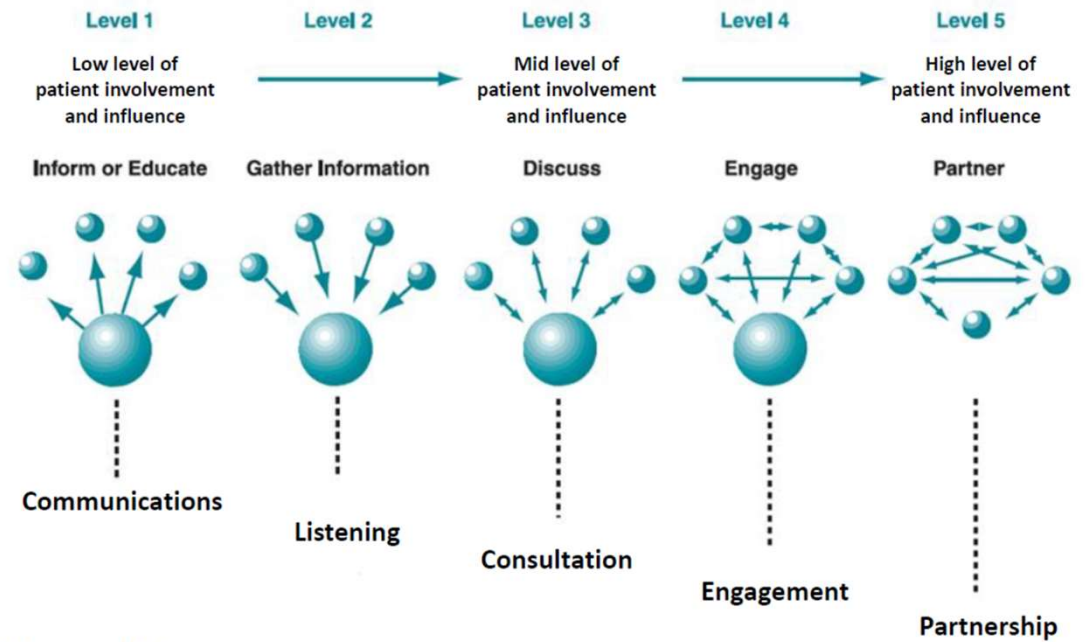 Level 1
Level 2
Level 3
Level 4
Level 5
Low level of
patient involvement
and influence
Mid level of
patient involvement
and influence
High level of
patient involvement
and influence
Inform or Educate
Gather Information
Discuss
Engage
Partner
Communications
Listening
Consultation
Engagement
Partnership